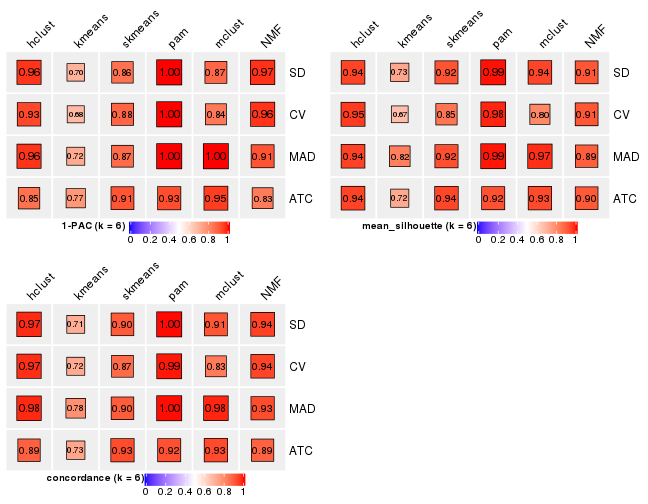 hclust kmeans skmeans pam mclust NMF
0.96 0.70 0.86 1.00 0.87 0.97 SD
0.93 0.68 0.88 1.00 0.84 0.96 CV
0.96 0.72 0.87 1.00 1.00 0.91 MAD
0.85 0.77 0.91 0.93 0.95 0.83 ATC
1-PAC (k = 6)
0 0.2 0.4 0.6 0.8 1
hclust kmeans skmeans pam mclust NMF
0.94 0.73 0.92 0.99 0.94 0.91 SD
0.95 0.67 0.85 0.98 0.80 0.91 CV
0.94 0.82 0.92 0.99 0.97 0.89 MAD
0.94 0.72 0.94 0.92 0.93 0.90 ATC
mean_silhouette (k = 6)
0 0.2 0.4 0.6 0.8 1
hclust kmeans skmeans pam mclust NMF
0.97 0.71 0.90 1.00 0.91 0.94 SD
0.97 0.72 0.87 0.99 0.83 0.94 CV
0.98 0.78 0.90 1.00 0.98 0.93 MAD
0.89 0.73 0.93 0.92 0.93 0.89 ATC
concordance (k = 6)
0 0.2 0.4 0.6 0.8 1